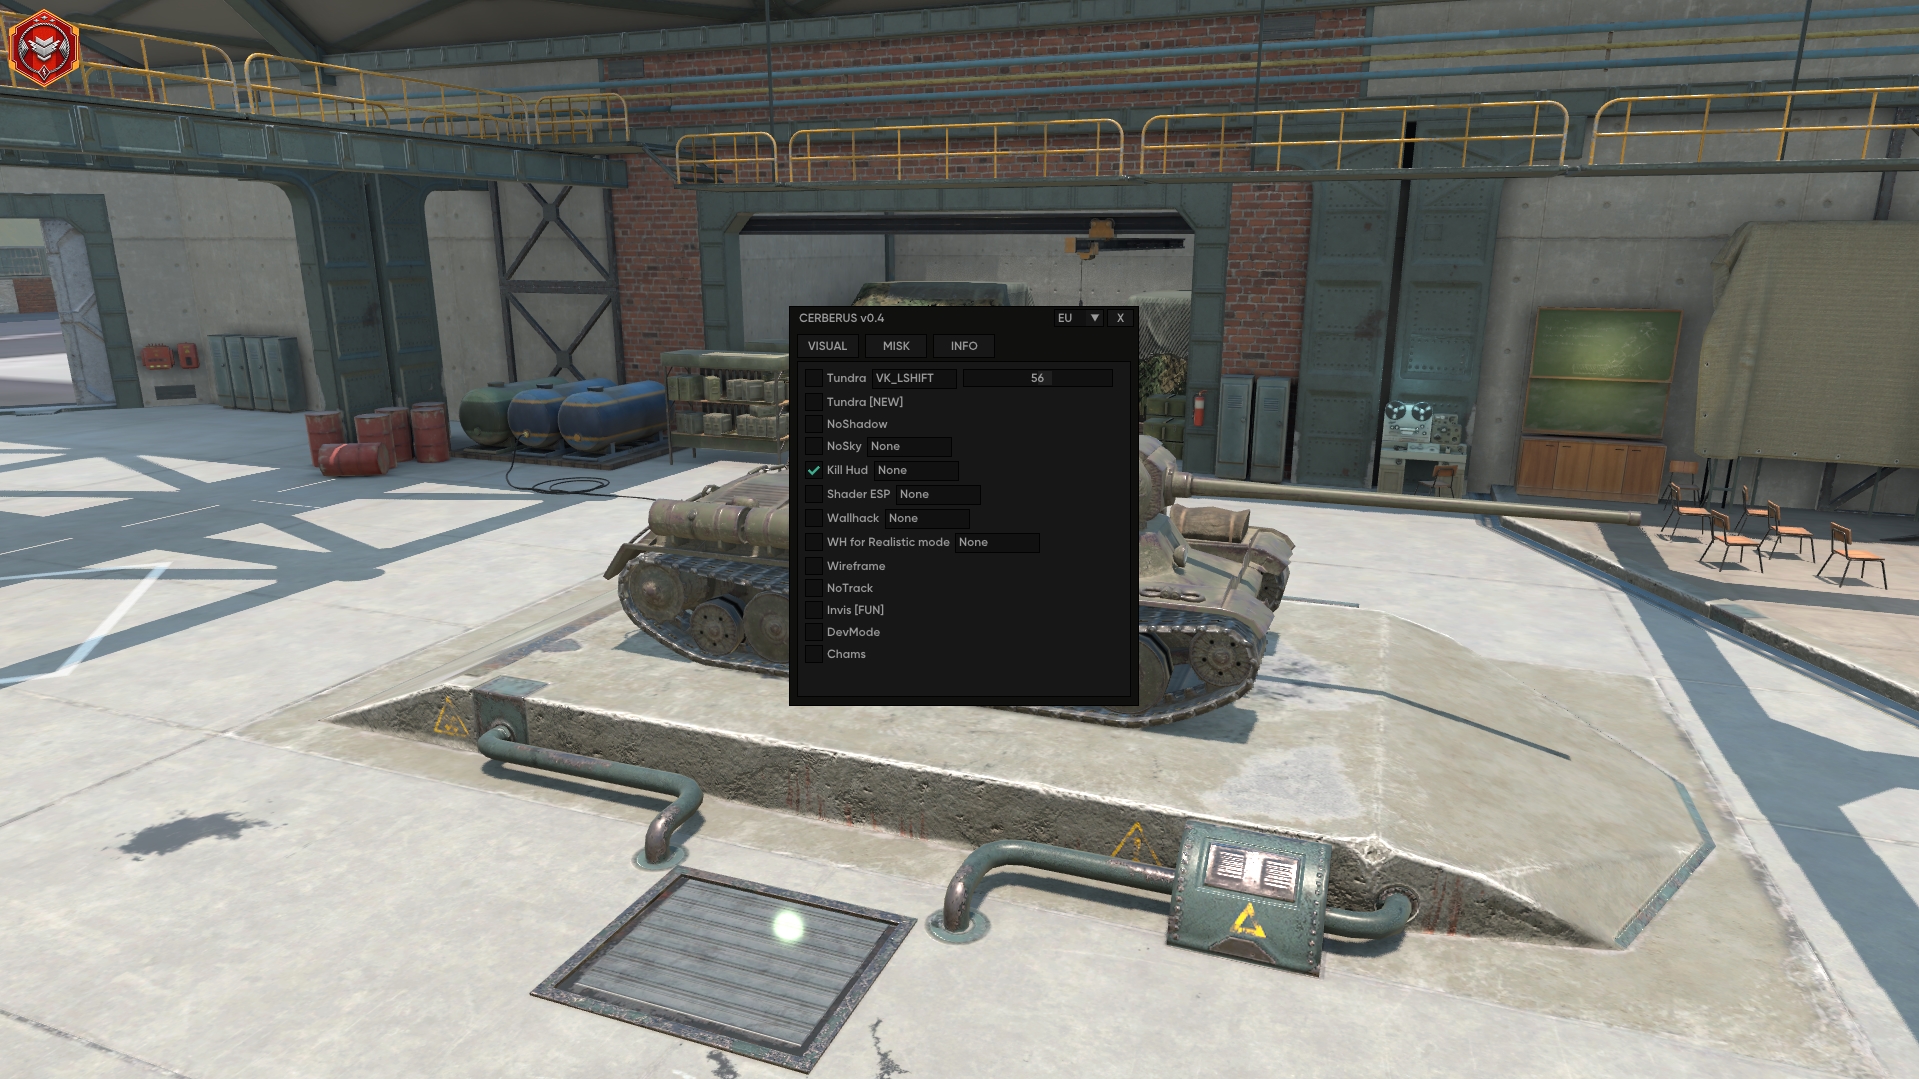 CERBERUS v0.4 EU ▼ X
VISUAL MISK INFO
Tundra VK_LSHIFT 56
Tundra [NEW]
NoShadow
NoSky None
Kill Hud None
Shader ESP None
Wallhack None
WH for Realistic mode None
Wireframe
NoTrack
Invis [FUN]
DevMode
Chams